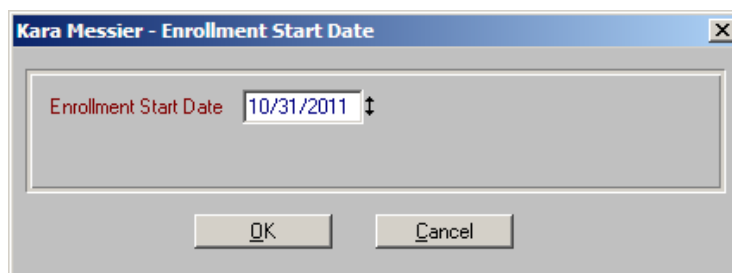 Kara Messier - Enrollment Start Date
Enrollment Start Date 10/31/2011
OK Cancel